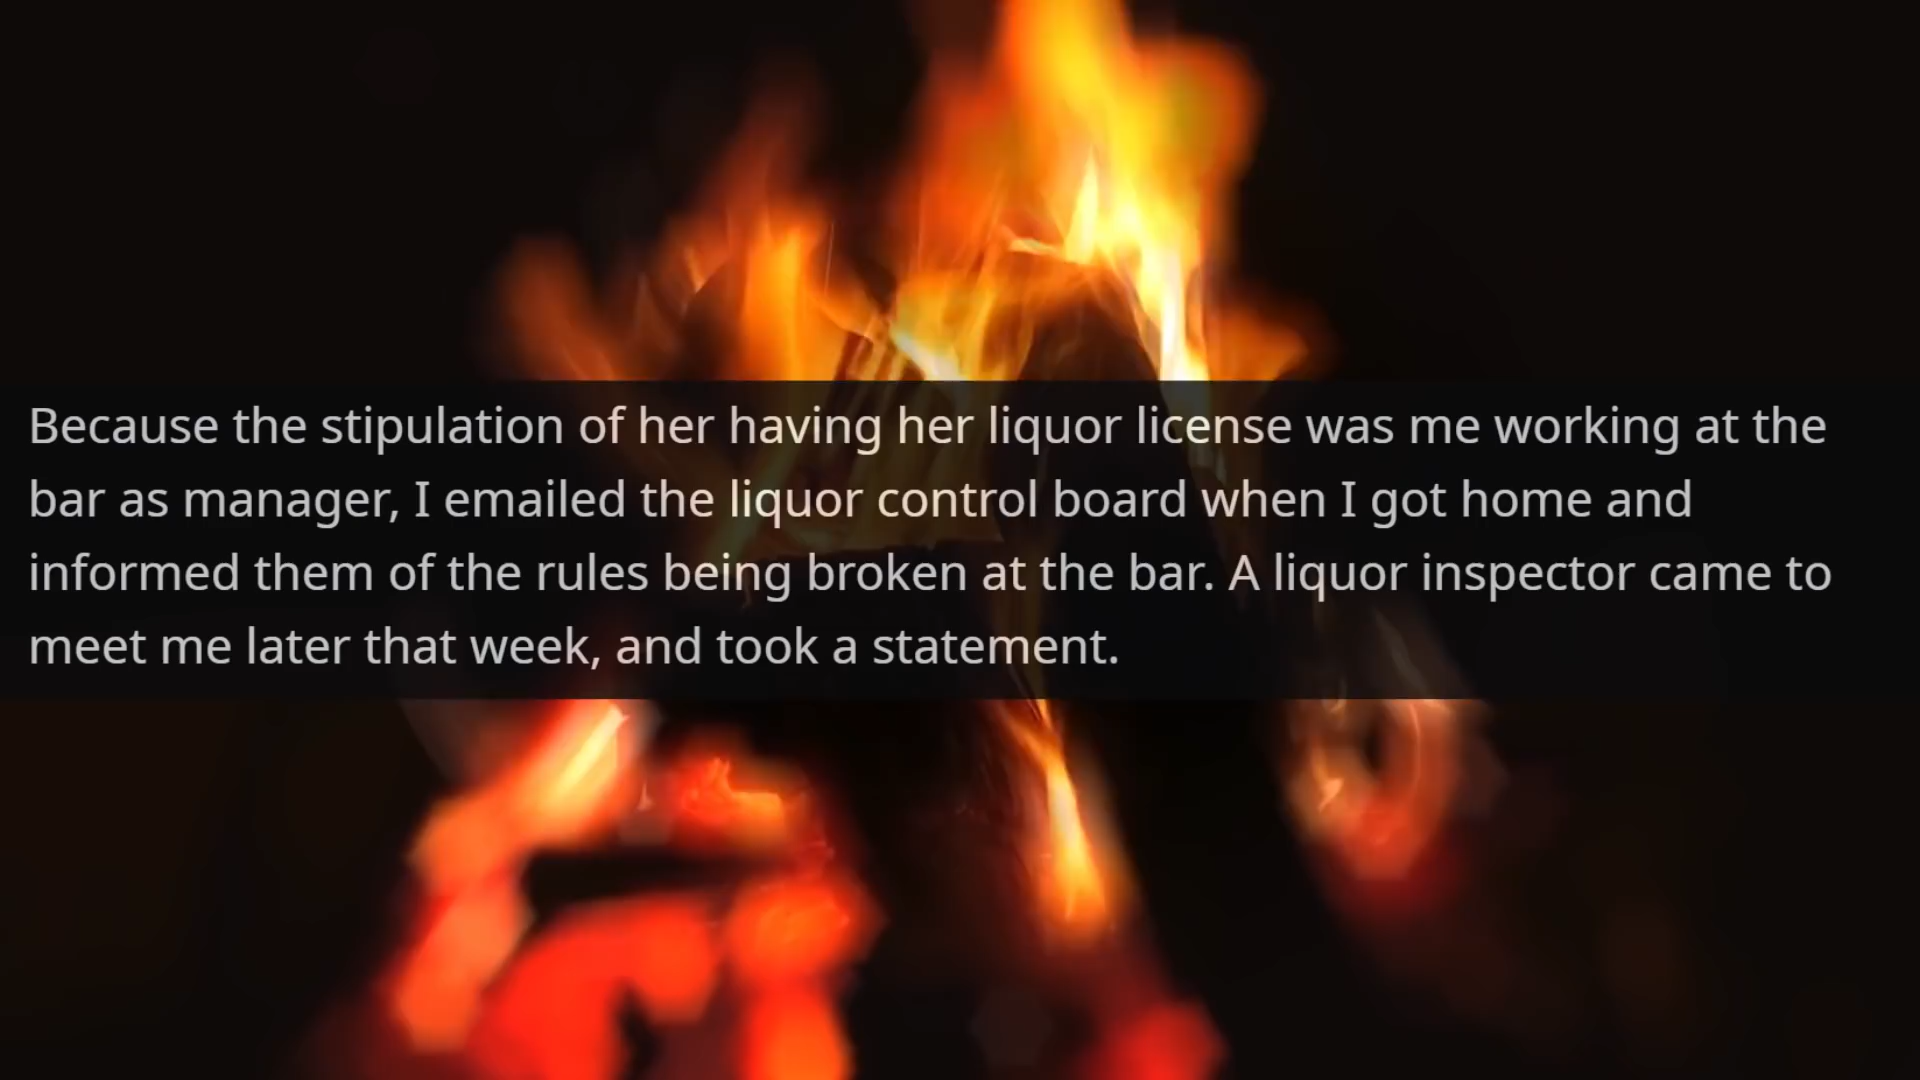 Because the stipulation of her having her liquor license was me working at the
bar as manager, I emailed the liquor control board when I got home and
informed them of the rules being broken at the bar. A liquor inspector came to
meet me later that week, and took a statement.